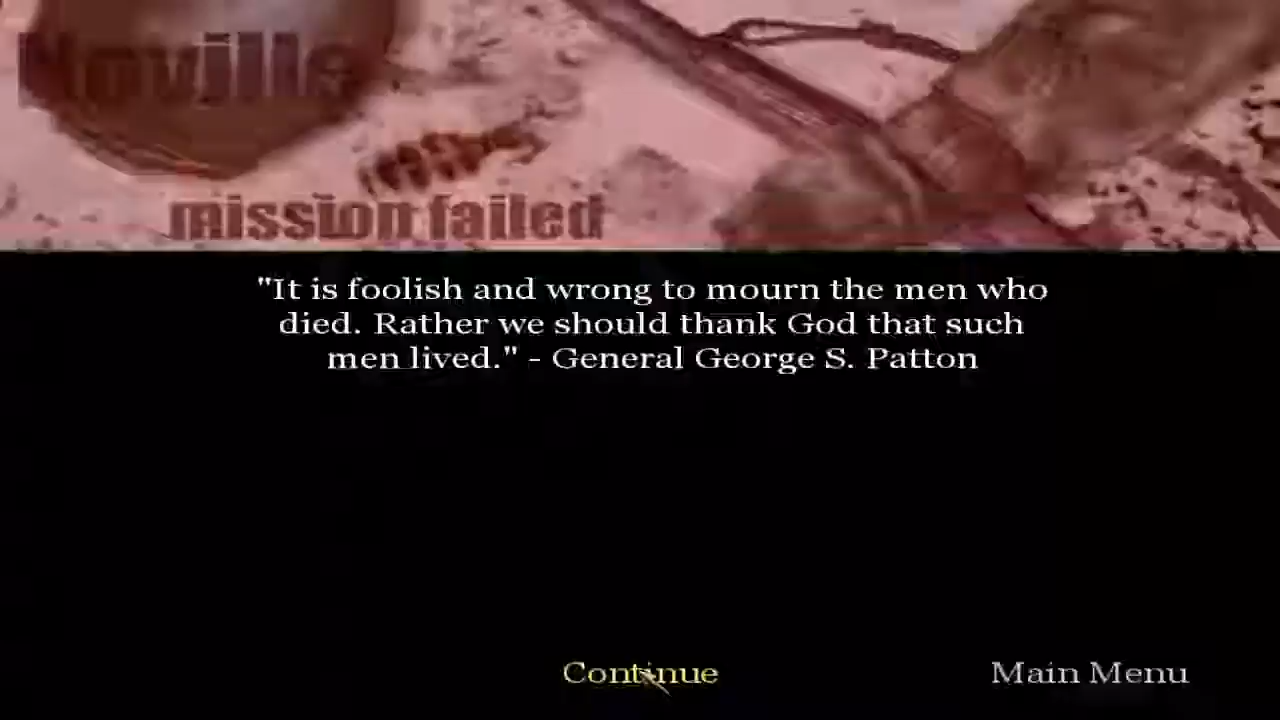 Noville
mission failed
"It is foolish and wrong to mourn the men who
died. Rather we should thank God that such
men lived." - General George S. Patton
Continue
Main Menu